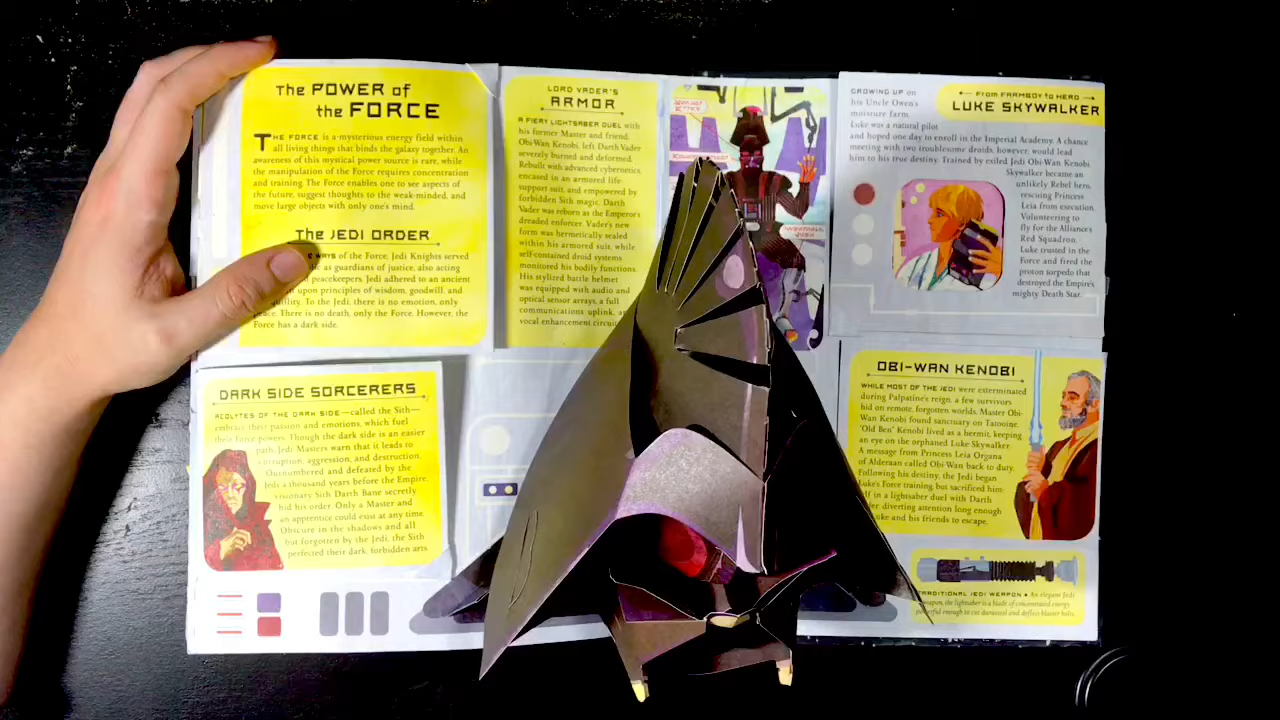 The POWER of
the FORCE
THE FORCE is a mysterious energy field within
all living things that binds the galaxy together. An
awareness of this mystical power source is rare, while
the manipulation of the Force requires concentration
and training. The Force enables one to see aspects of
the future, suggest thoughts to the weak-minded, and
move large objects with only one's mind.
The JEDI ORDER
WAYS of the Force, Jedi Knights served
as guardians of justice, also acting
peacekeepers. Jedi adhered to an ancient
upon principles of wisdom, goodwill, and
To the Jedi, there is no emotion, only
peace. There is no death, only the Force. However, the
Force has a dark side.
DARK SIDE SORCERERS
ACOLYTES OF THE DARK SIDE—called the Sith—
embrace their passion and emotions, which fuel
their Force powers. Though the dark side is an easier
path, Jedi Masters warn that it leads to
corruption, aggression, and destruction.
Outnumbered and defeated by the
Jedi a thousand years before the Empire,
visionary Sith Darth Bane secretly
hid his order. Only a Master and
an apprentice could exist at any time.
Obscure in the shadows and all
but forgotten by the Jedi, the Sith
perfected their dark, forbidden arts.
LORD VADER'S
ARMOR
A FIERY LIGHTSABER DUEL with
his former Master and friend,
Obi-Wan Kenobi, left Darth Vader
severely burned and deformed.
Rebuilt with advanced cybernetics,
encased in an armored life-
support suit, and empowered by
forbidden Sith magic, Darth
Vader was reborn as the Emperor's
dreaded enforcer. Vader's new
form was hermetically sealed
within his armored suit, while
self-contained droid systems
monitored his bodily functions.
His stylized battle helmet
was equipped with audio and
optical sensor arrays, a full
communications uplink, a
vocal enhancement circui
From FARMBOY to HERO
LUKE SKYWALKER
GROWING UP on
his Uncle Owen's
moisture farm,
Luke was a natural pilot
and hoped one day to enroll in the Imperial Academy. A chance
meeting with two troublesome droids, however, would lead
him to his true destiny. Trained by exiled Jedi Obi-Wan Kenobi
Skywalker became an
unlikely Rebel hero,
rescuing Princess
Leia from execution.
Volunteering to
fly for the Alliance's
Red Squadron,
Luke trusted in the
Force and fired the
proton torpedo that
destroyed the Empire's
mighty Death Star.
OBI-WAN KENOBI
WHILE MOST OF THE JEDI were exterminated
during Palpatine's reign, a few survivors
hid on remote, forgotten worlds. Master Obi-
Wan Kenobi found sanctuary on Tatooine.
"Old Ben" Kenobi lived as a hermit, keeping
an eye on the orphaned Luke Skywalker.
A message from Princess Leia Organa
of Alderaan called Obi-Wan back to duty.
Following his destiny, the Jedi began
Luke's Force training, but sacrificed him-
lf in a lightsaber duel with Darth
der, diverting attention long enough
uke and his friends to escape.
TRADITIONAL JEDI WEAPON • An elegant Jedi
weapon, the lightsaber is a blade of concentrated energy
powerful enough to cut durasteel and deflect blaster bolts.